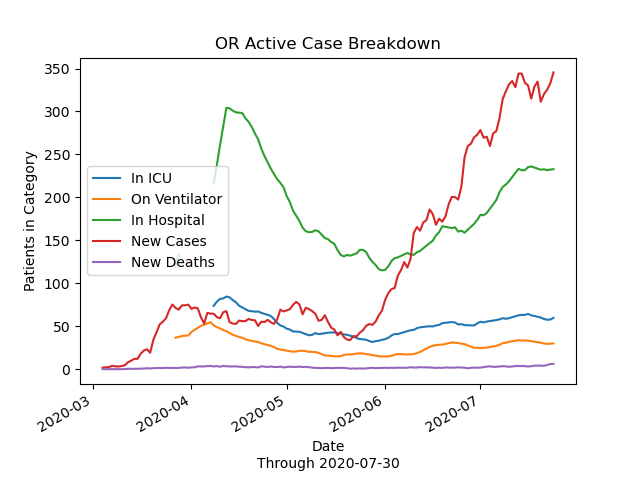 OR Active Case Breakdown
Patients in Category
350
300
250
200
150
100
50
0
In ICU
On Ventilator
In Hospital
New Cases
New Deaths
2020-03
2020-04
2020-05
2020-06
2020-07
Date
Through 2020-07-30